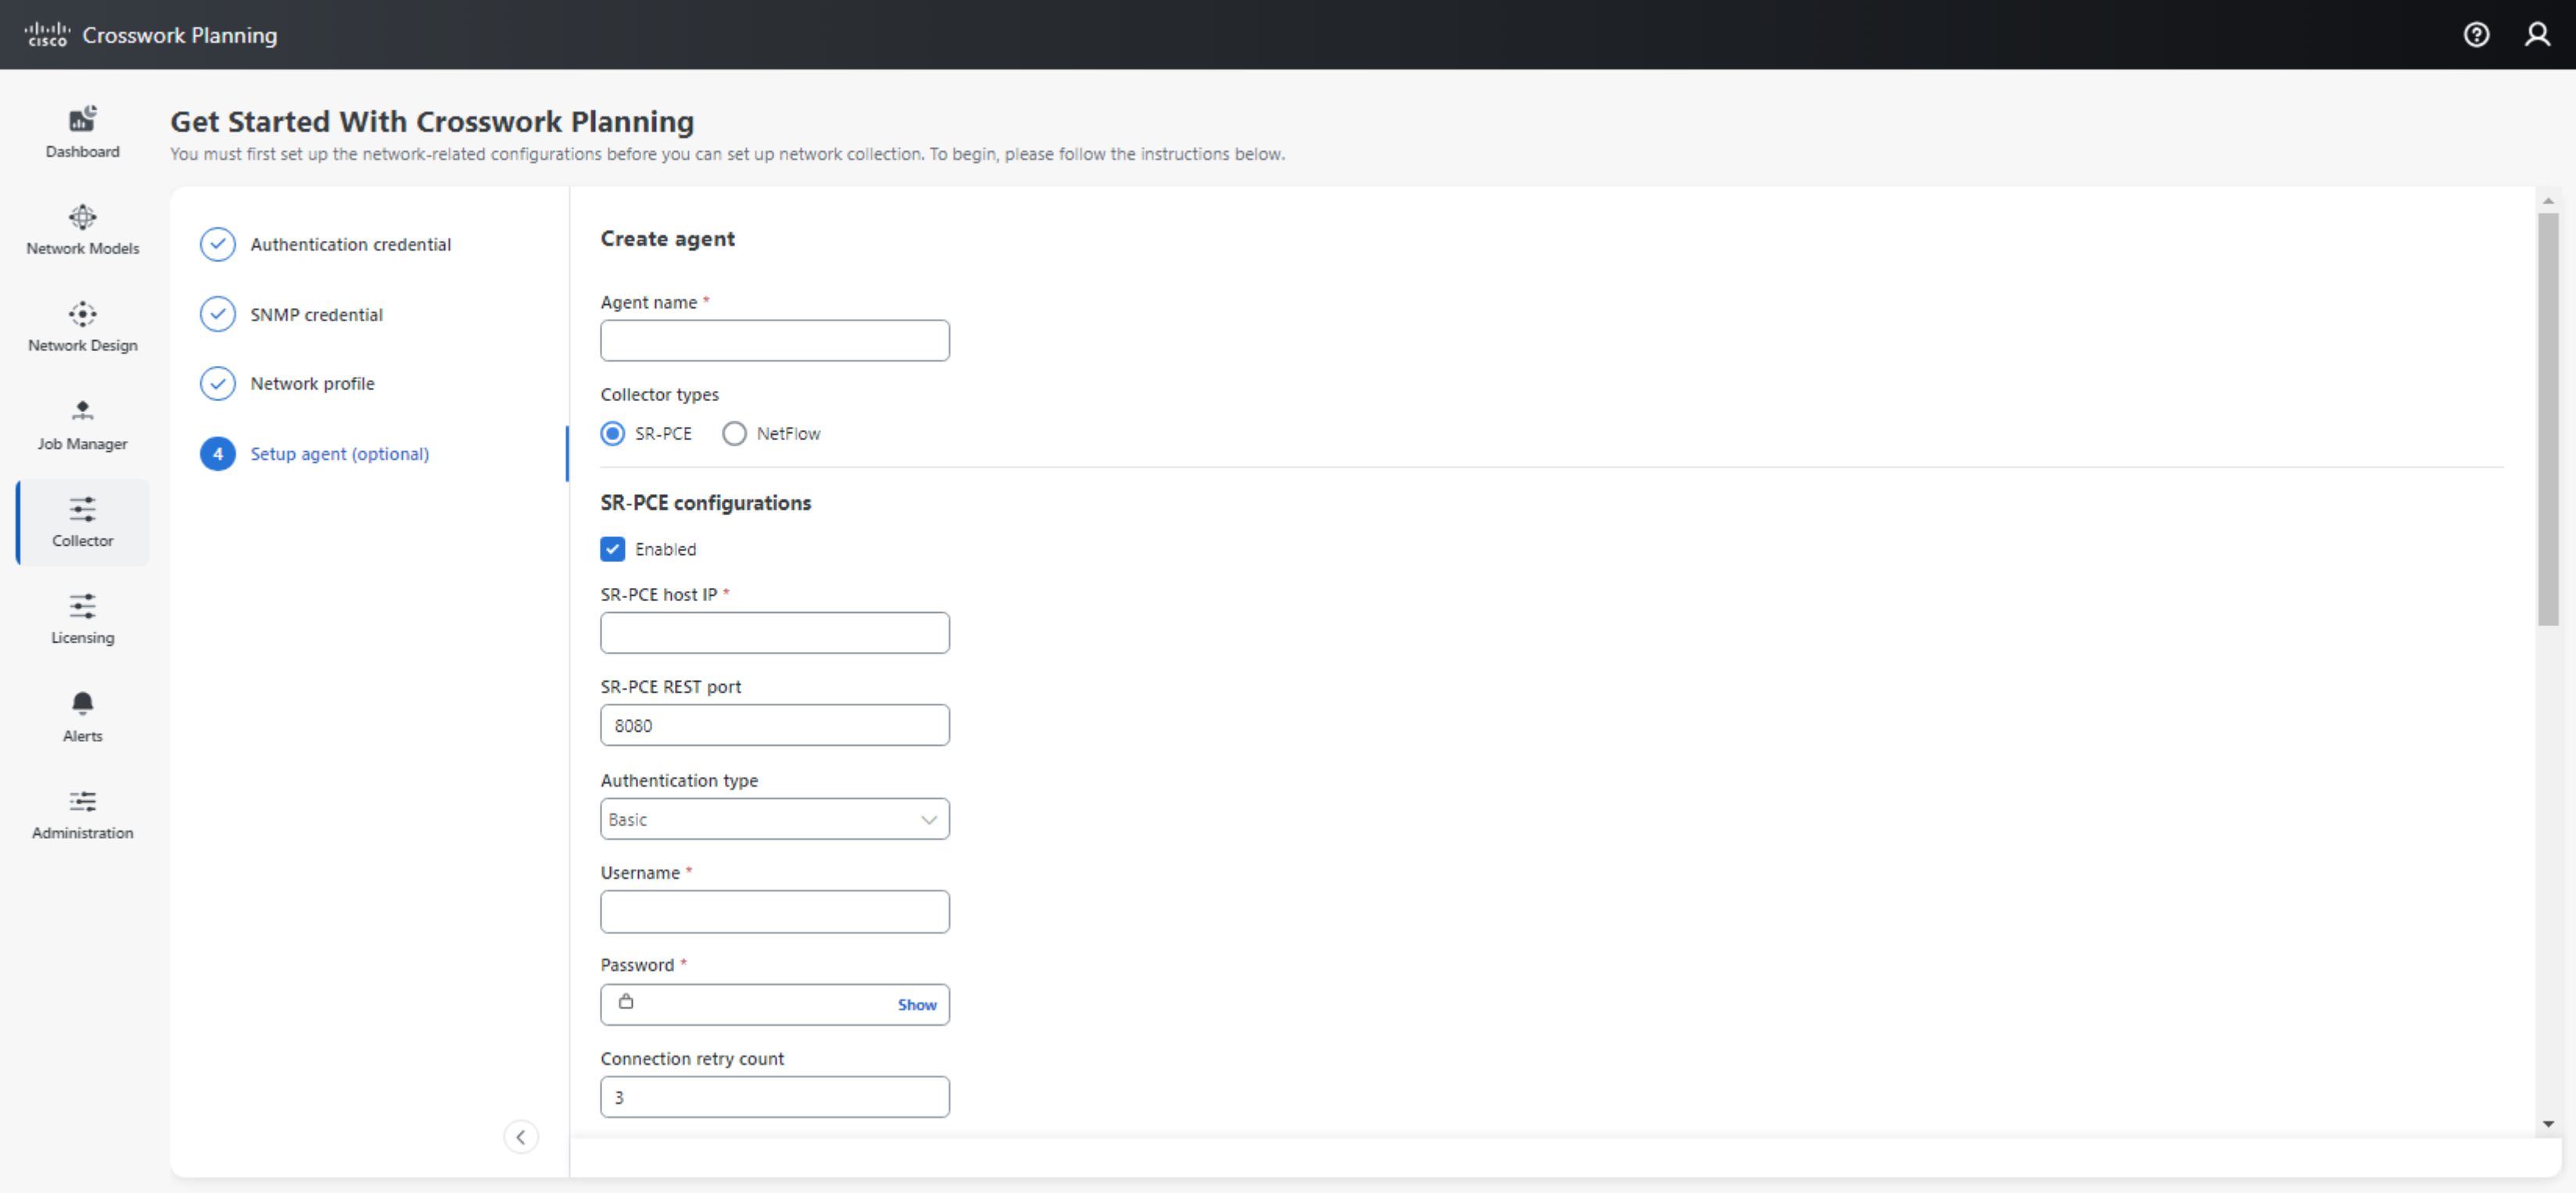 CISCO Crosswork Planning
Get Started With Crosswork Planning
You must first set up the network-related configurations before you can set up network collection. To begin, please follow the instructions below.
Dashboard
Network Models
Network Design
Job Manager
Collector
Licensing
Alerts
Administration
Authentication credential
SNMP credential
Network profile
4 Setup agent (optional)
Create agent
Agent name *
Collector types
SR-PCE NetFlow
SR-PCE configurations
Enabled
SR-PCE host IP *
SR-PCE REST port
8080
Authentication type
Basic
Username *
Password *
Show
Connection retry count
3